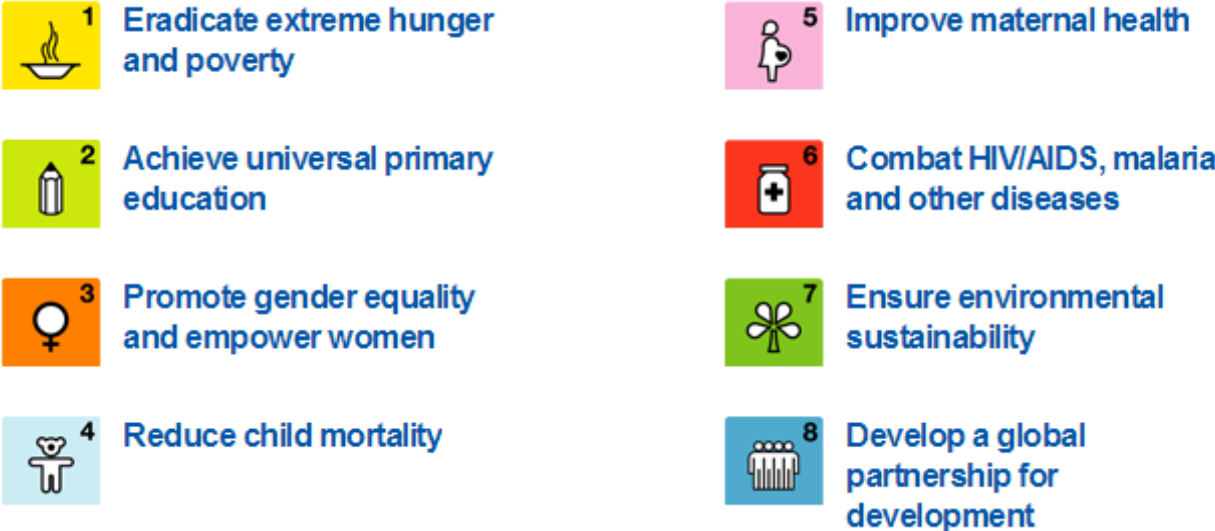 1
Eradicate extreme hunger
and poverty
2
Achieve universal primary
education
3
Promote gender equality
and empower women
4
Reduce child mortality
5
Improve maternal health
6
Combat HIV/AIDS, malaria
and other diseases
7
Ensure environmental
sustainability
8
Develop a global
partnership for
development